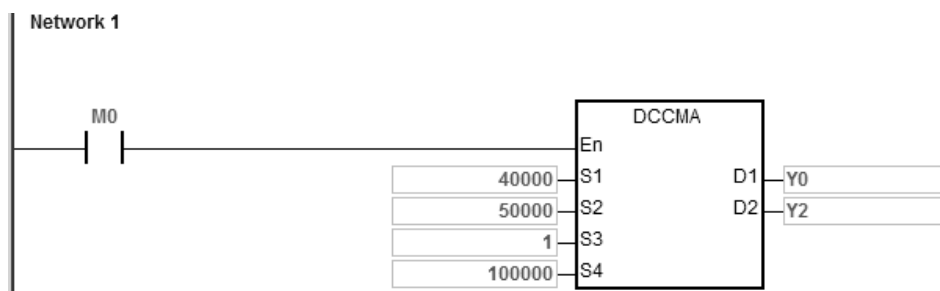 Network 1
M0
DCCMA
En
40000 S1 D1 Y0
50000 S2 D2 Y2
1 S3
100000 S4